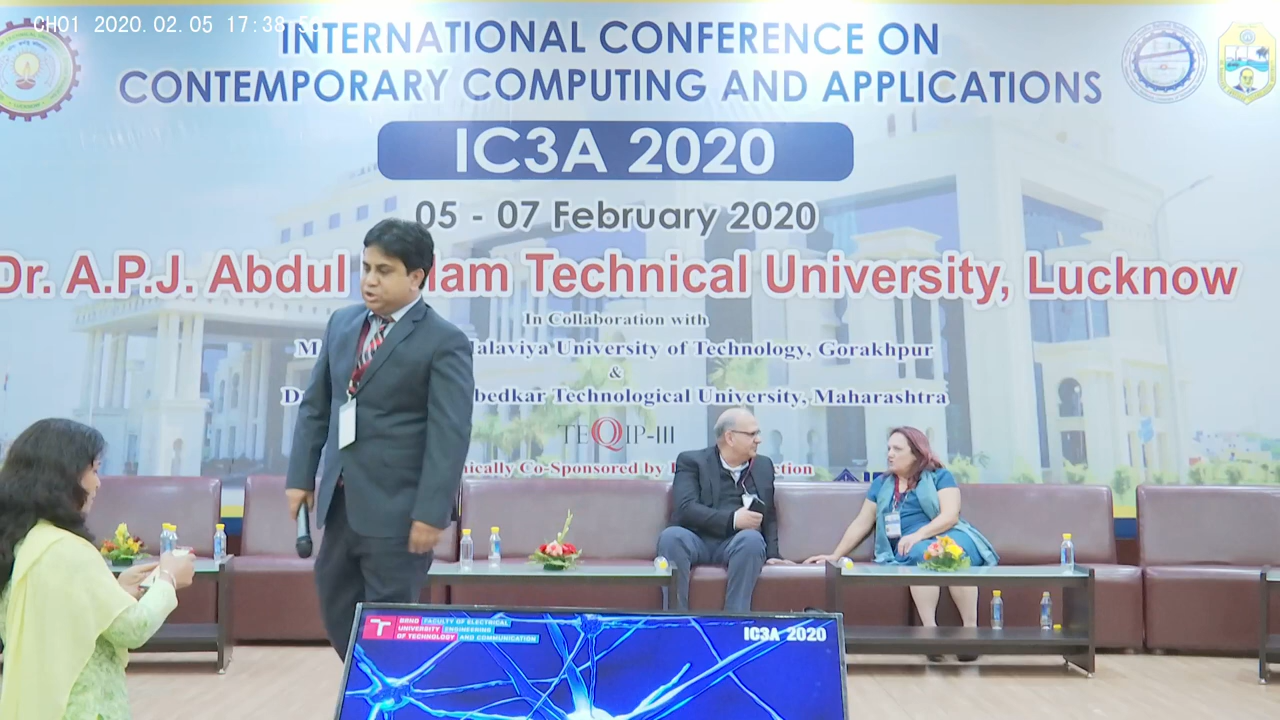 CH01 2020.02.05 17:38:56
INTERNATIONAL CONFERENCE ON
CONTEMPORARY COMPUTING AND APPLICATIONS
IC3A 2020
05 - 07 February 2020
Dr. A.P.J. Abdul lam Technical University, Lucknow
In Collaboration with
M alaviya University of Technology, Gorakhpur
&
bedkar Technological University, Maharashtra
TEQIP-III
nically Co-Sponsored by ction
BRNO FACULTY OF ELECTRICAL
UNIVERSITY ENGINEERING
OF TECHNOLOGY AND COMMUNICATION
IC3A 2020